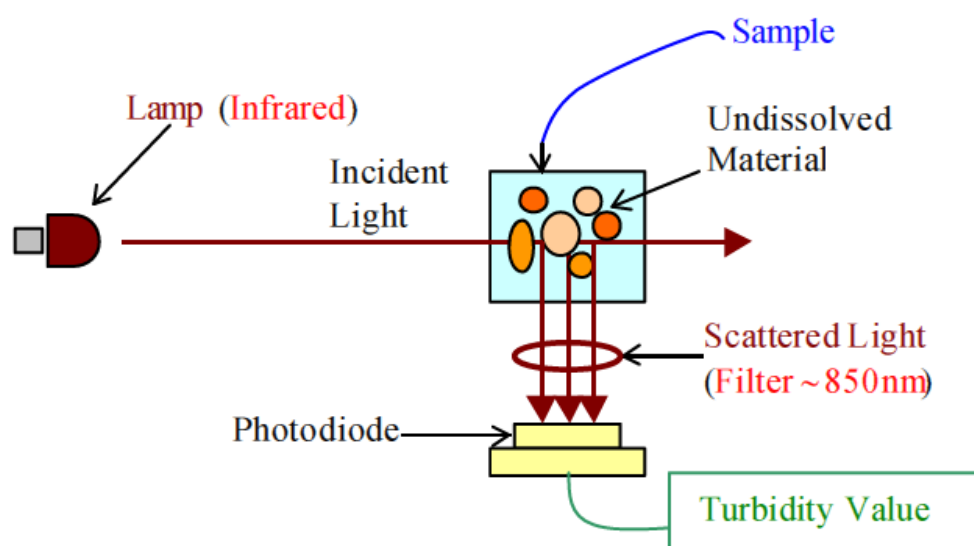 Sample
Lamp (Infrared)
Undissolved
Material
Incident
Light
Scattered Light
(Filter ~ 850nm)
Photodiode
Turbidity Value